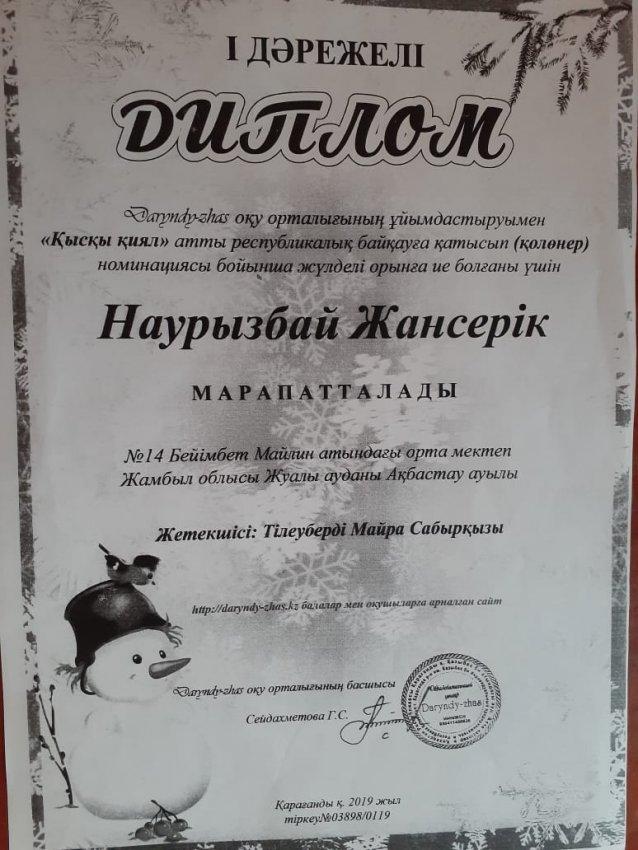 І ДӘРЕЖЕЛІ
ДИПЛОМ
Daryndy-zhas оқу орталығының ұйымдастыруымен
«Қысқы қиял» атты республикалық байқауға қатысып (қолөнер)
номинациясы бойынша жүлделі орынға ие болғаны үшін
Наурызбай Жансерік
МАРАПАТТАЛАДЫ
№14 Бейімбет Майлин атындағы орта мектеп
Жамбыл облысы Жуалы ауданы Ақбастау ауылы
Жетекшісі: Тілеуберді Майра Сабырқызы
http://daryndy-zhas.kz балалар мен оқушыларға арналған сайт
Daryndy-zhas оқу орталығының басшысы
Сейдахметова Г.С.
Daryndy-zhas
Қарағанды қ. 2019 жыл
тіркеу№03898/0119